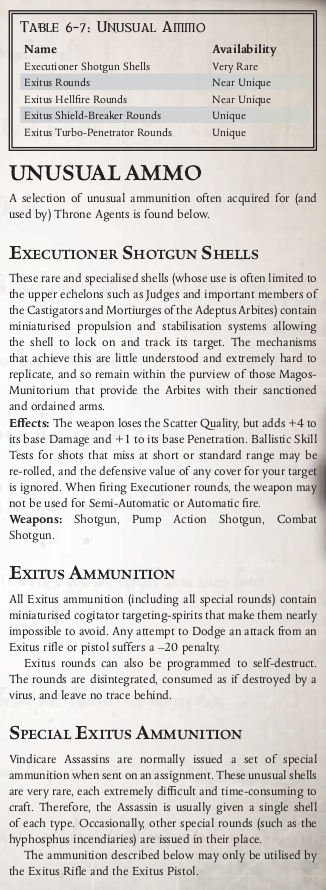 TABLE 6–7: UNUSUAL AMMO
Name Availability
Executioner Shotgun Shells Very Rare
Exitus Rounds Near Unique
Exitus Hellfire Rounds Near Unique
Exitus Shield-Breaker Rounds Unique
Exitus Turbo-Penetrator Rounds Unique
UNUSUAL AMMO
A selection of unusual ammunition often acquired for (and
used by) Throne Agents is found below.
EXECUTIONER SHOTGUN SHELLS
These rare and specialised shells (whose use is often limited to
the upper echelons such as Judges and important members of
the Castigators and Mortiurges of the Adeptus Arbites) contain
miniaturised propulsion and stabilisation systems allowing
the shell to lock on and track its target. The mechanisms
that achieve this are little understood and extremely hard to
replicate, and so remain within the purview of those Magos-
Munitorium that provide the Arbites with their sanctioned
and ordained arms.
Effects: The weapon loses the Scatter Quality, but adds +4 to
its base Damage and +1 to its base Penetration. Ballistic Skill
Tests for shots that miss at short or standard range may be
re-rolled, and the defensive value of any cover for your target
is ignored. When firing Executioner rounds, the weapon may
not be used for Semi-Automatic or Automatic fire.
Weapons: Shotgun, Pump Action Shotgun, Combat
Shotgun.
EXITUS AMMUNITION
All Exitus ammunition (including all special rounds) contain
miniaturised cogitator targeting-spirits that make them nearly
impossible to avoid. Any attempt to Dodge an attack from an
Exitus rifle or pistol suffers a –20 penalty.
Exitus rounds can also be programmed to self-destruct.
The rounds are disintegrated, consumed as if destroyed by a
virus, and leave no trace behind.
SPECIAL EXITUS AMMUNITION
Vindicare Assassins are normally issued a set of special
ammunition when sent on an assignment. These unusual shells
are very rare, each extremely difficult and time-consuming to
craft. Therefore, the Assassin is usually given a single shell
of each type. Occasionally, other special rounds (such as the
hyphosphus incendiaries) are issued in their place.
The ammunition described below may only be utilised by
the Exitus Rifle and the Exitus Pistol.